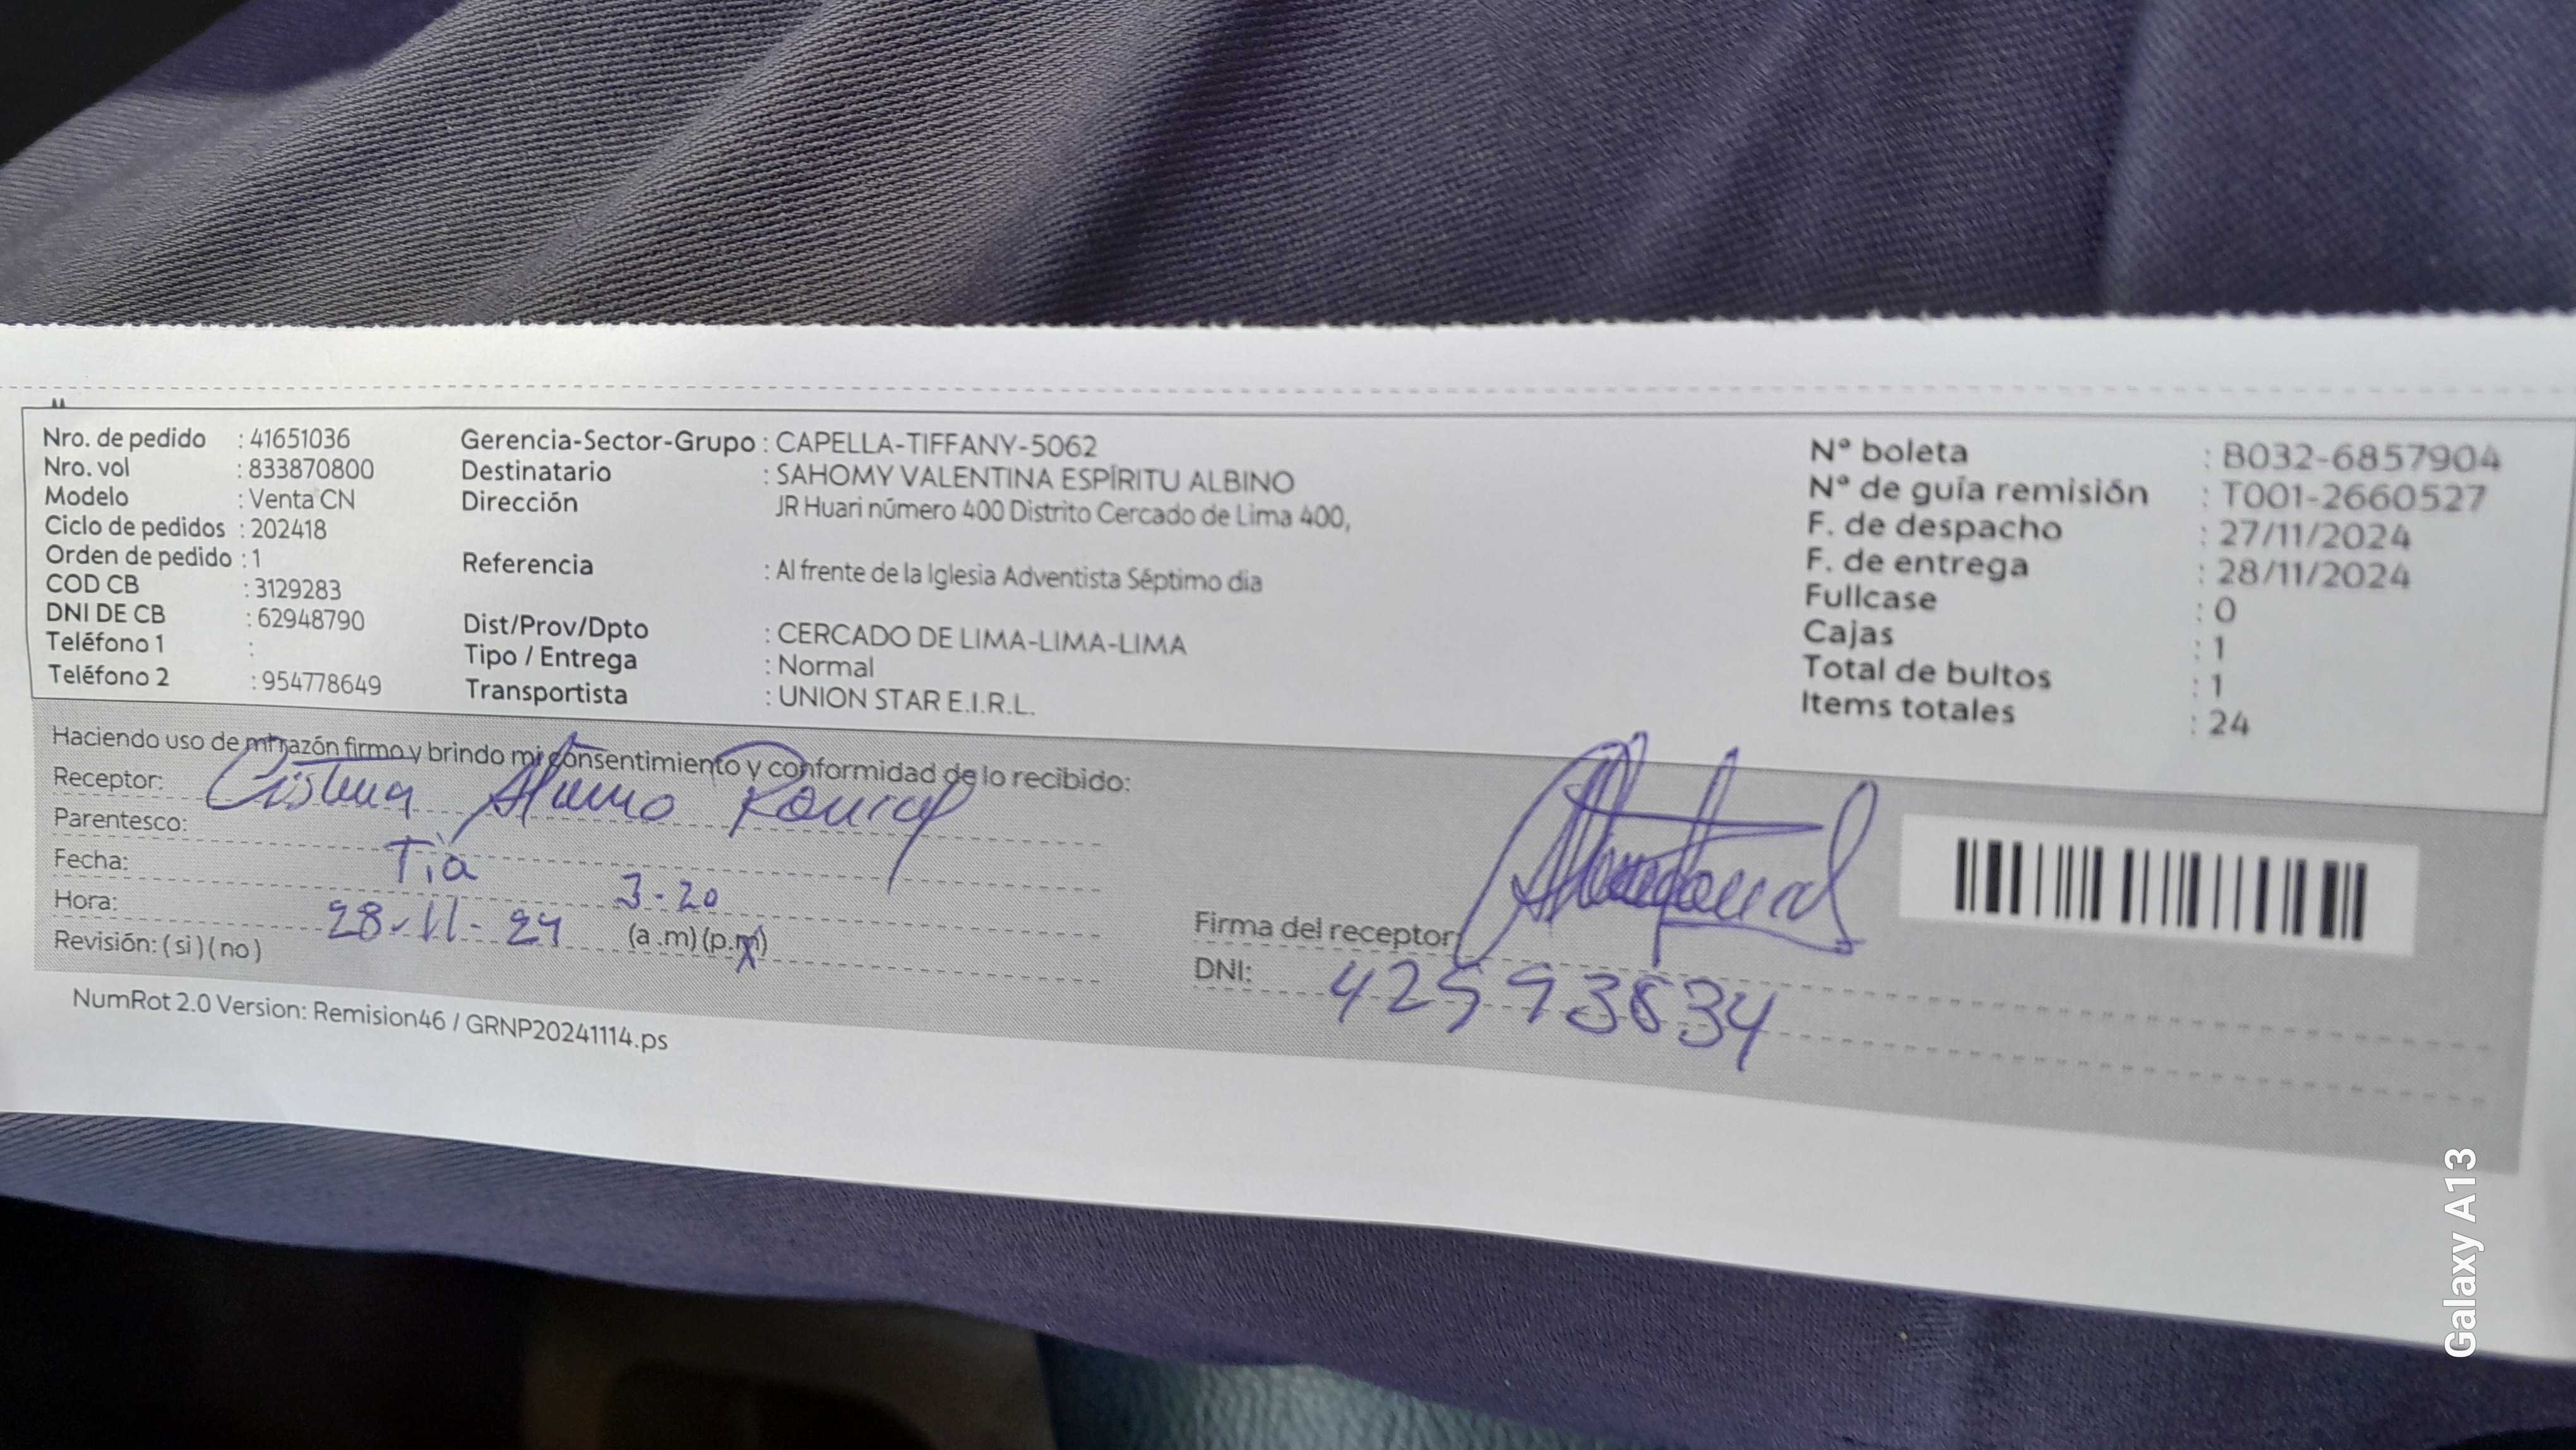 Nro. de pedido : 41651036
Nro. vol : 833870800
Modelo : Venta CN
Ciclo de pedidos : 202418
Orden de pedido : 1
COD CB : 3129283
DNI DE CB : 62948790
Teléfono 1 :
Teléfono 2 : 954778649
Gerencia-Sector-Grupo : CAPELLA-TIFFANY-5062
Destinatario : SAHOMY VALENTINA ESPÍRITU ALBINO
Dirección JR Huari número 400 Distrito Cercado de Lima 400,
Referencia : Al frente de la Iglesia Adventista Séptimo día
Dist/Prov/Dpto : CERCADO DE LIMA-LIMA-LIMA
Tipo / Entrega : Normal
Transportista : UNION STAR E.I.R.L.
Nª boleta : B032-6857904
Nª de guía remisión : T001-2660527
F. de despacho : 27/11/2024
F. de entrega : 28/11/2024
Fullcase : 0
Cajas : 1
Total de bultos : 1
Items totales : 24
Haciendo uso de mi razón firmo y brindo mi consentimiento y conformidad de lo recibido:
Receptor:
Parentesco:
Fecha: Tía
Hora: 28-11-24 3-20
Revisión: (si) (no) (a.m) (p.m)
Firma del receptor
DNI: 42593634
NumRot 2.0 Version: Remision46 / GRNP20241114.ps
Galaxy A13